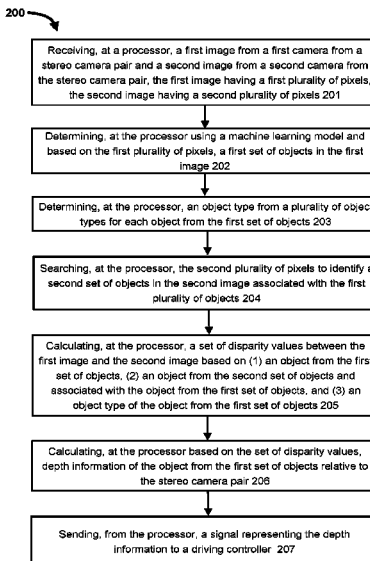 200
Receiving, at a processor, a first image from a first camera from a
stereo camera pair and a second image from a second camera from
the stereo camera pair, the first image having a first plurality of pixels,
the second image having a second plurality of pixels 201
Determining, at the processor using a machine learning model and
based on the first plurality of pixels, a first set of objects in the first
image 202
Determining, at the processor, an object type from a plurality of object
types for each object from the first set of objects 203
Searching, at the processor, the second plurality of pixels to identify a
second set of objects in the second image associated with the first
plurality of objects 204
Calculating, at the processor, a set of disparity values between the
first image and the second image based on (1) an object from the first
set of objects, (2) an object from the second set of objects and
associated with the object from the first set of objects, and (3) an
object type of the object from the first set of objects 205
Calculating, at the processor based on the set of disparity values,
depth information of the object from the first set of objects relative to
the stereo camera pair 206
Sending, from the processor, a signal representing the depth
information to a driving controller 207